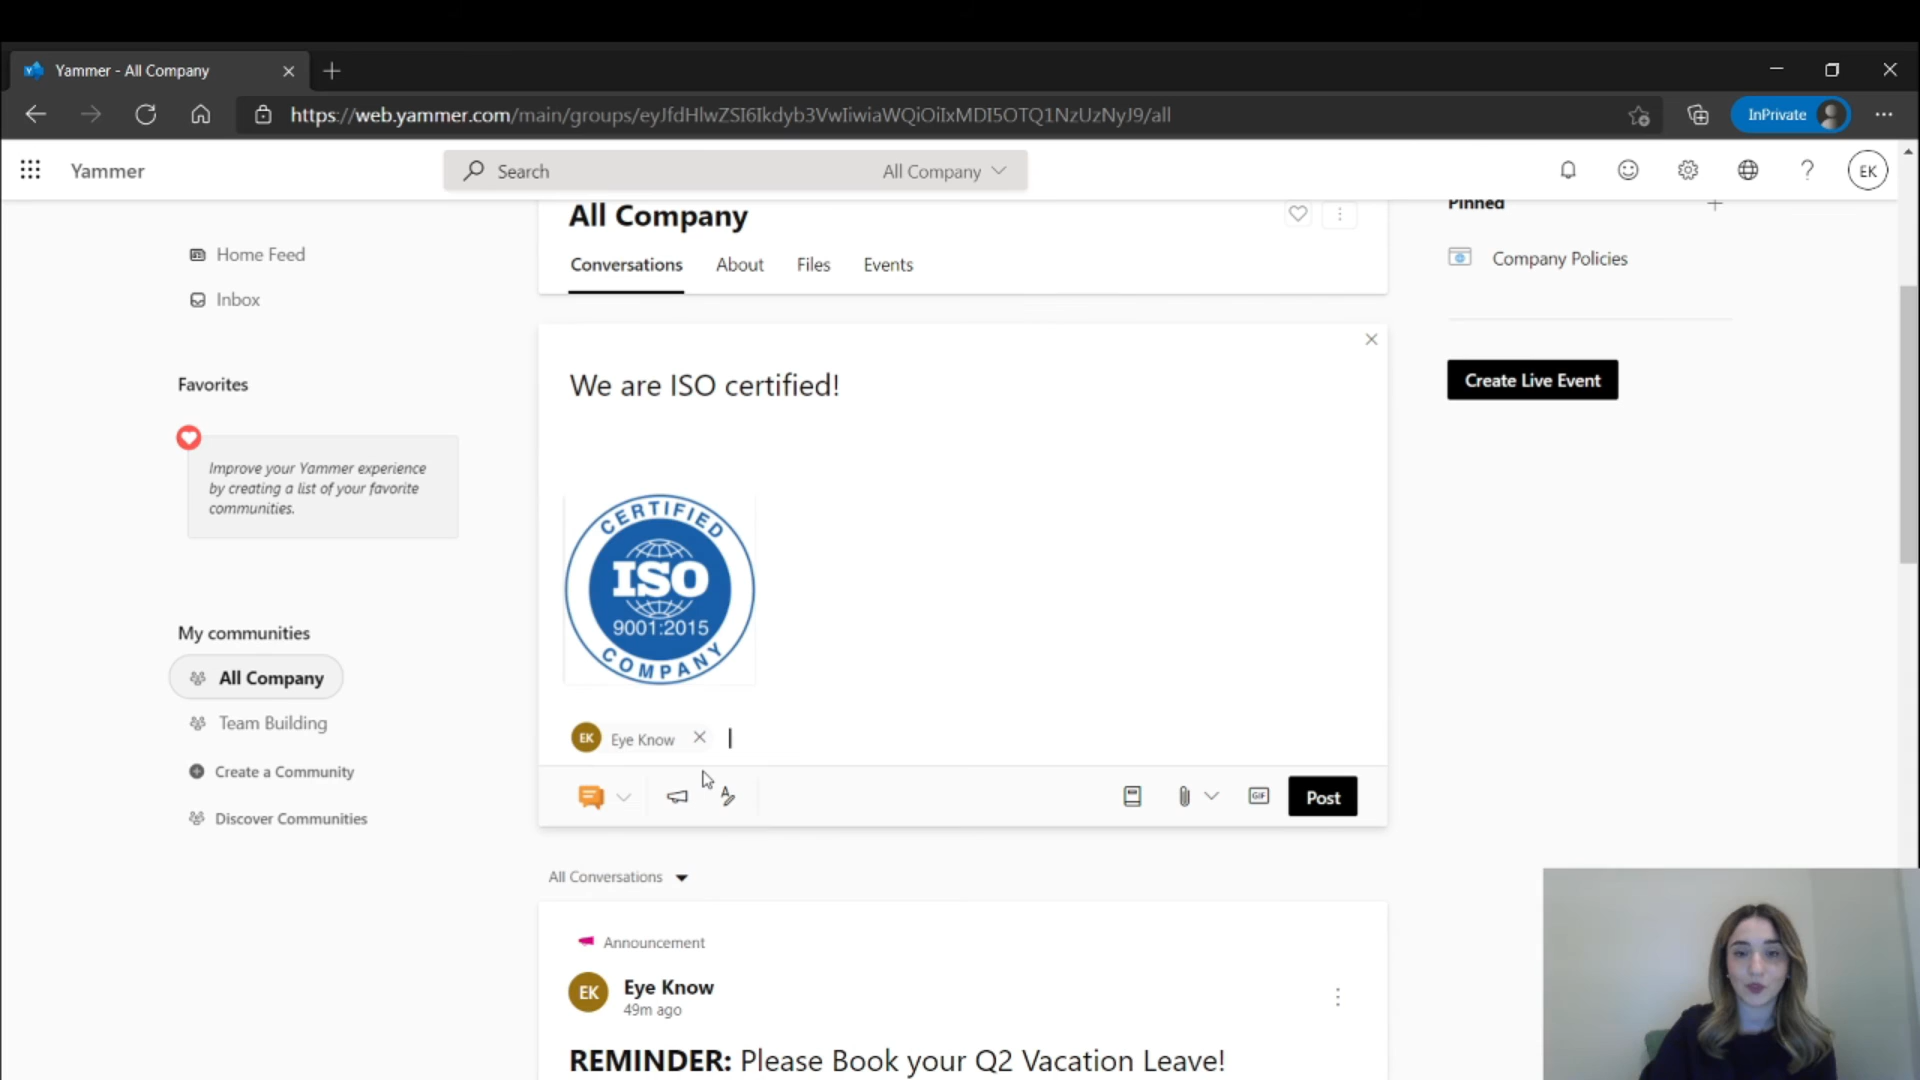 Yammer - All Company
https://web.yammer.com/main/groups/eyJfdHlwZSI6Ikdyb3VwIiwiaWQiOiIxMDI5OTQ1NzUzNyJ9/all
InPrivate
Yammer
Search
All Company
EK
All Company
Conversations
About
Files
Events
Home Feed
Inbox
Favorites
Improve your Yammer experience
by creating a list of your favorite
communities.
My communities
All Company
Team Building
Create a Community
Discover Communities
We are ISO certified!
CERTIFIED
ISO
9001:2015
COMPANY
EK
Eye Know
GIF
Post
All Conversations
Announcement
EK
Eye Know
49m ago
REMINDER: Please Book your Q2 Vacation Leave!
Pinned
Company Policies
Create Live Event